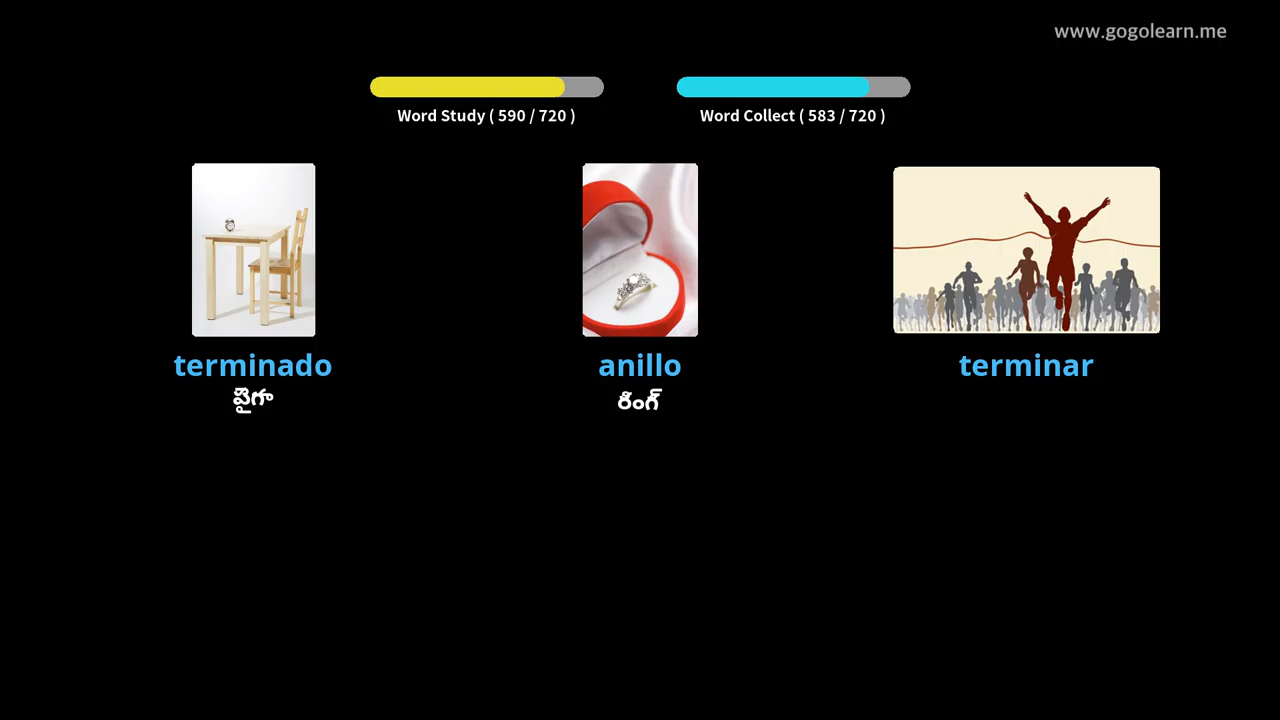 www.gogolearn.me
Word Study ( 590 / 720 )
Word Collect ( 583 / 720 )
terminado
పైగా
anillo
రింగ్
terminar